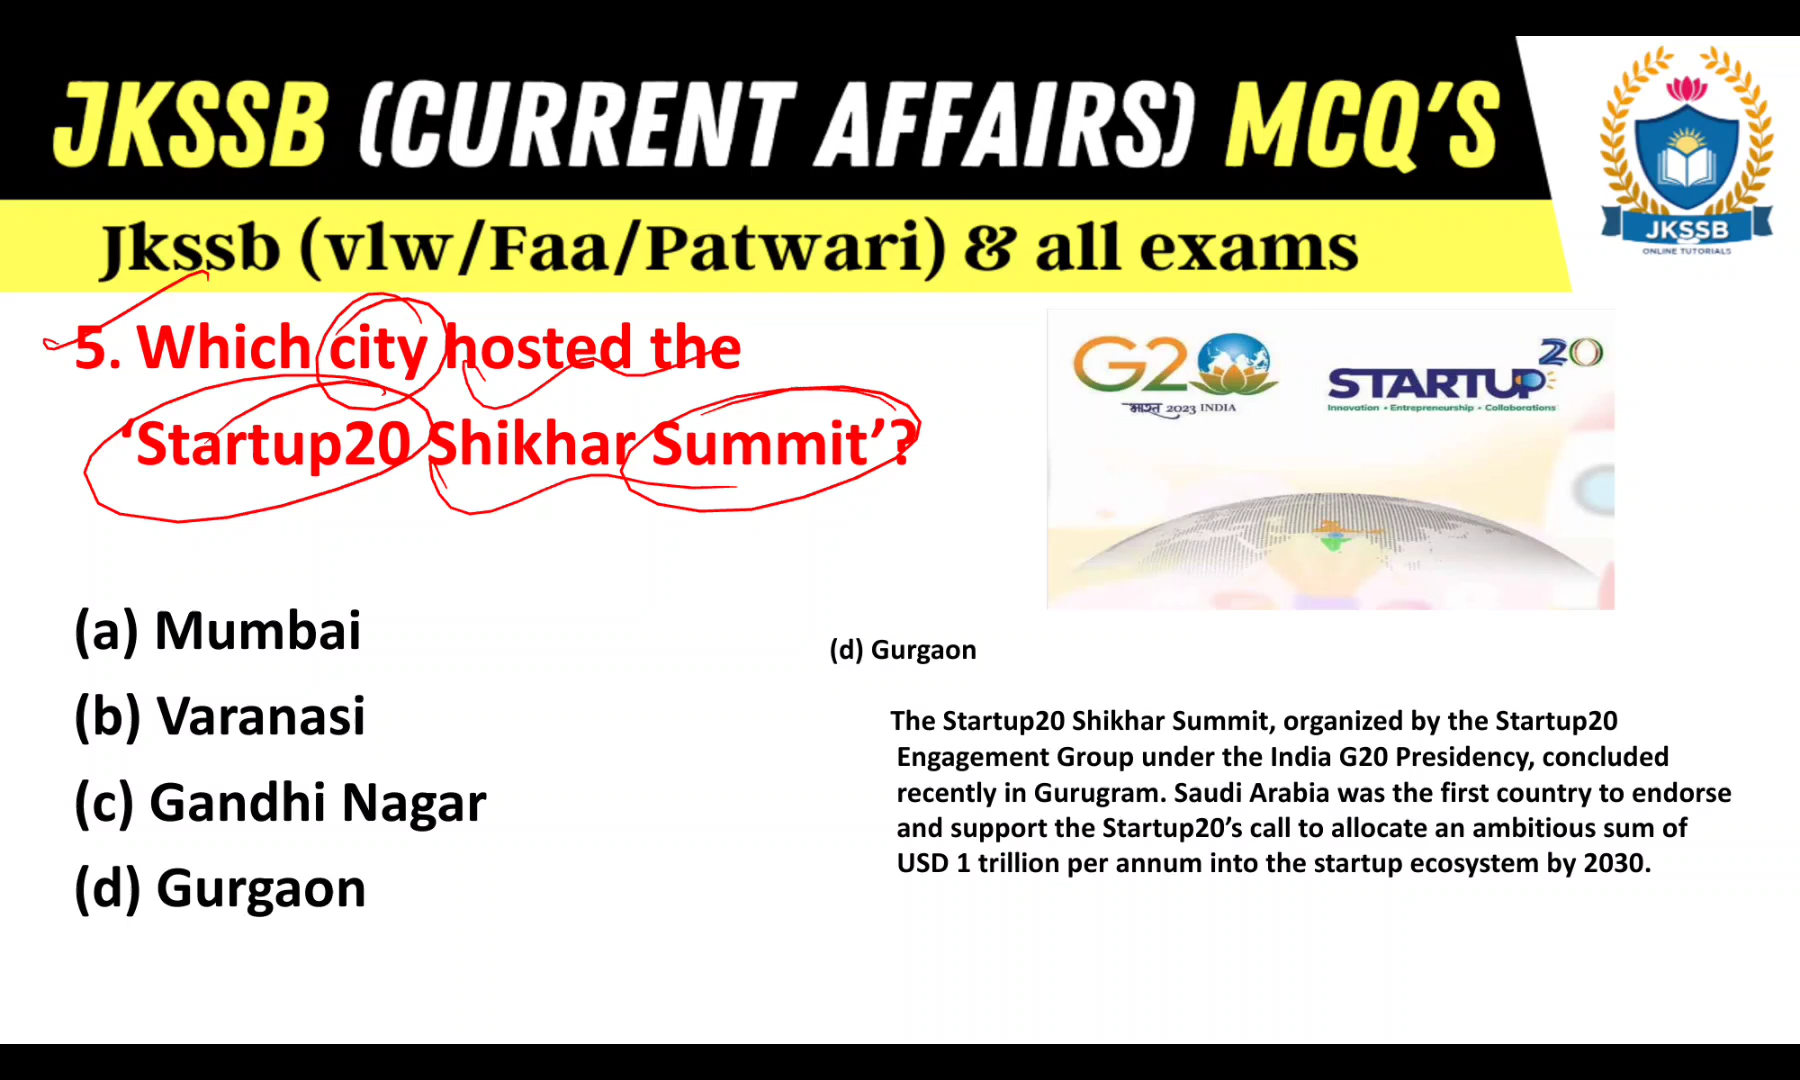 JKSSB (CURRENT AFFAIRS) MCQ'S
Jkssb (vlw/Faa/Patwari) & all exams
JKSSB
ONLINE TUTORIALS
5. Which city hosted the
‘Startup20 Shikhar Summit’?
(a) Mumbai
(b) Varanasi
(c) Gandhi Nagar
(d) Gurgaon
G20
भारत 2023 INDIA
STARTUP20
Innovation • Entrepreneurship • Collaborations
(d) Gurgaon
The Startup20 Shikhar Summit, organized by the Startup20
Engagement Group under the India G20 Presidency, concluded
recently in Gurugram. Saudi Arabia was the first country to endorse
and support the Startup20’s call to allocate an ambitious sum of
USD 1 trillion per annum into the startup ecosystem by 2030.